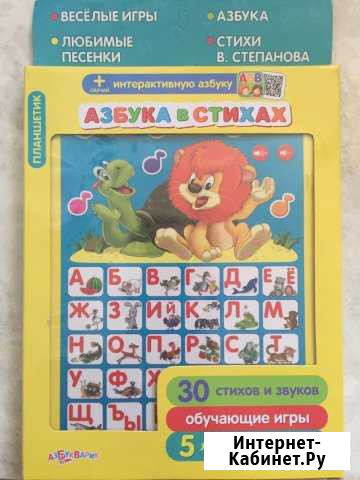 • ВЕСЁЛЫЕ ИГРЫ
• АЗБУКА
• ЛЮБИМЫЕ ПЕСЕНКИ
• СТИХИ В. СТЕПАНОВА
+ интерактивную азбуку
СКАЧАЙ
АЗБУКА В СТИХАХ
ПЛАНШЕТИК
А Б В Г Д Е Ё
Ж З И Й К Л М
Н О П Р С Т
У Ф
Щ Ъ Ы
30 СТИХОВ И ЗВУКОВ
обучающие игры
5
АЗБУКВАРИК
Интернет-
Кабинет.Ру